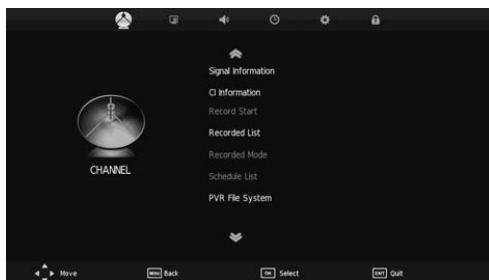 Signal Information
CI Information
Record Start
Recorded List
Recorded Mode
Schedule List
PVR File System
CHANNEL
Move
MENU Back
OK Select
EXIT Quit